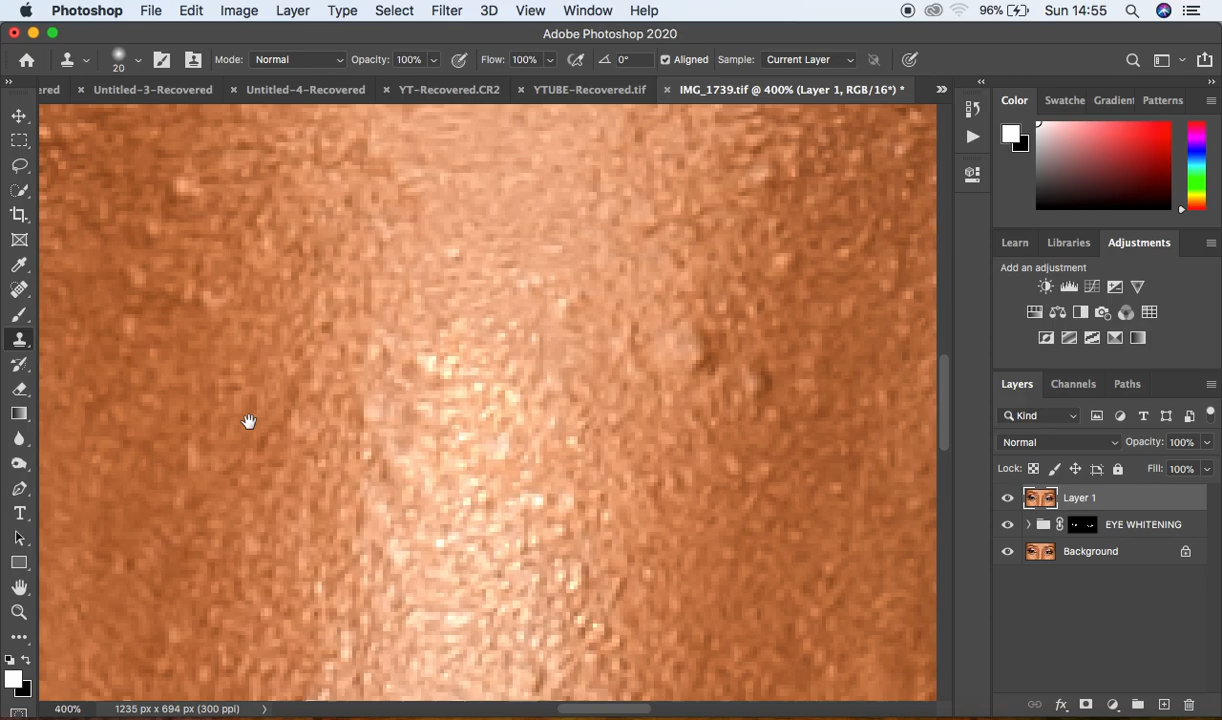 Photoshop File Edit Image Layer Type Select Filter 3D View Window Help 96% Sun 14:55
Adobe Photoshop 2020
20 Mode: Normal Opacity: 100% Flow: 100% 0° Aligned Sample: Current Layer
ered Untitled-3-Recovered Untitled-4-Recovered YT-Recovered.CR2 YTUBE-Recovered.tif IMG_1739.tif @ 400% (Layer 1, RGB/16*) *
Color Swatche Gradien Patterns
Learn Libraries Adjustments
Add an adjustment
Layers Channels Paths
Kind
Normal Opacity: 100%
Lock: Fill: 100%
Layer 1
EYE WHITENING
Background
400% 1235 px x 694 px (300 ppi)